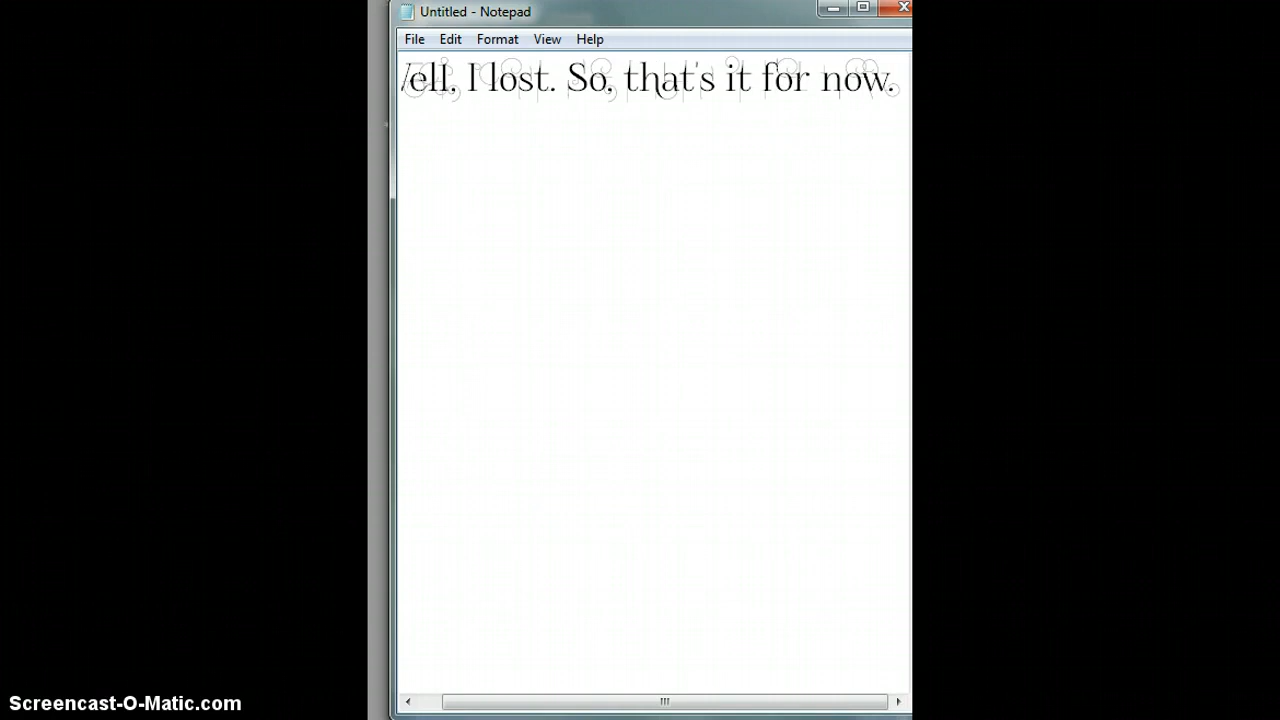 Untitled - Notepad
File Edit Format View Help
ell, I lost. So, that's it for now.
Screencast-O-Matic.com